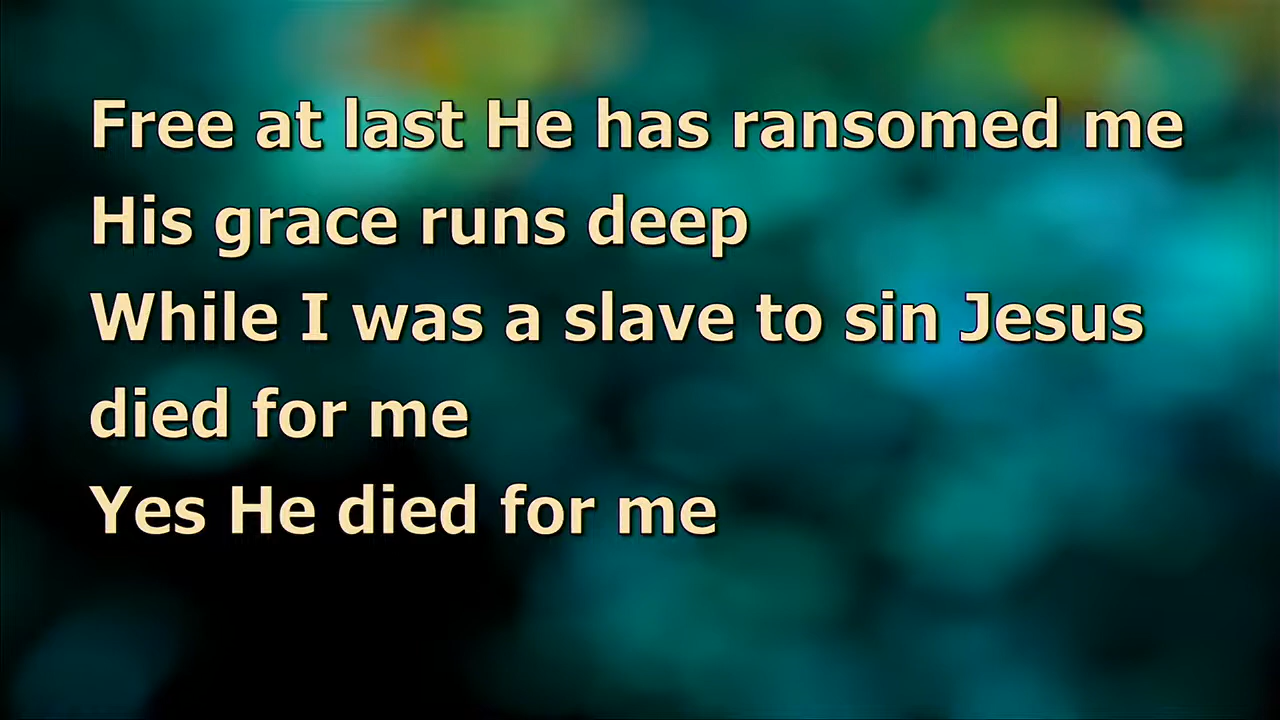 Free at last He has ransomed me
His grace runs deep
While I was a slave to sin Jesus
died for me
Yes He died for me